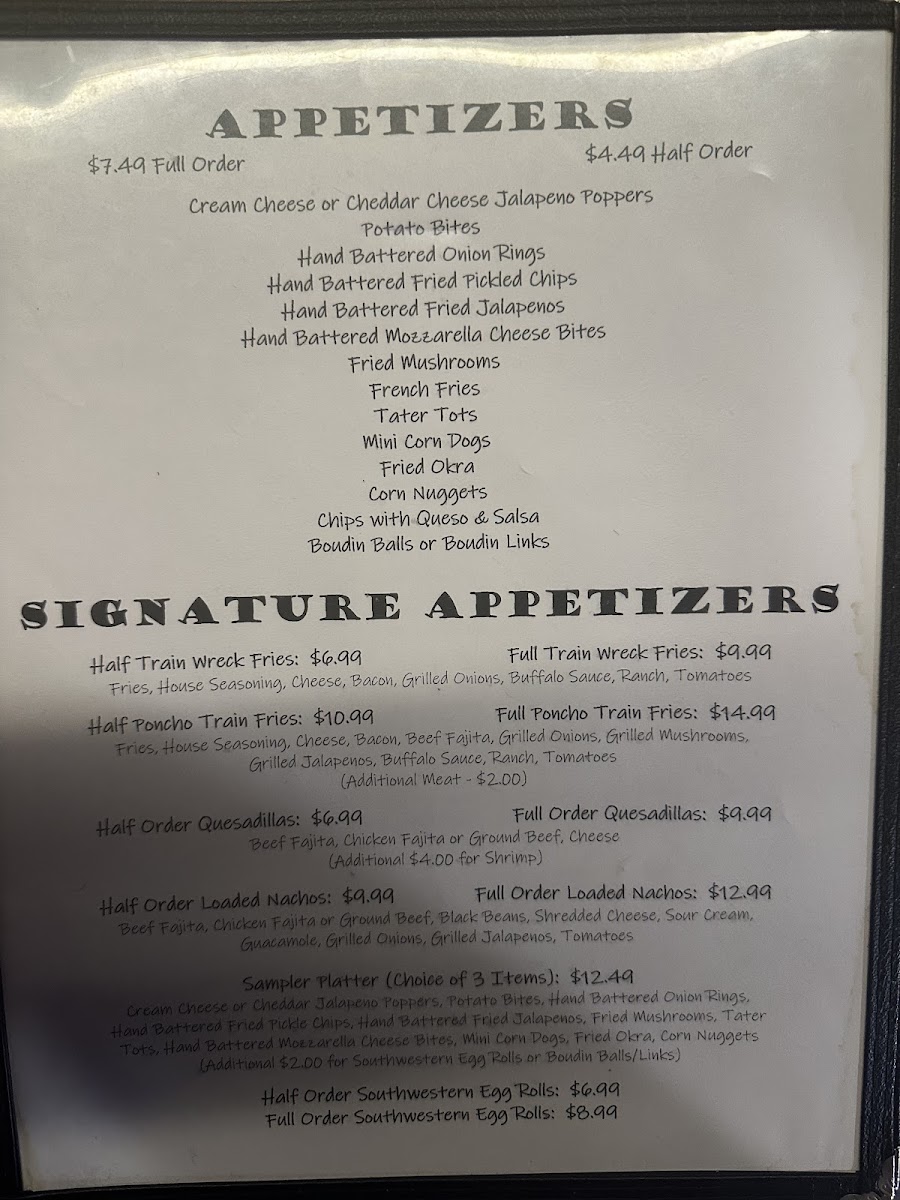 APPETIZERS
$7.49 Full Order $4.49 Half Order
Cream Cheese or Cheddar Cheese Jalapeno Poppers
Potato Bites
Hand Battered Onion Rings
Hand Battered Fried Pickled Chips
Hand Battered Fried Jalapenos
Hand Battered Mozzarella Cheese Bites
Fried Mushrooms
French Fries
Tater Tots
Mini Corn Dogs
Fried Okra
Corn Nuggets
Chips with Queso & Salsa
Boudin Balls or Boudin Links
SIGNATURE APPETIZERS
Half Train Wreck Fries: $6.99 Full Train Wreck Fries: $9.99
Fries, House Seasoning, Cheese, Bacon, Grilled Onions, Buffalo Sauce, Ranch, Tomatoes
Half Poncho Train Fries: $10.99 Full Poncho Train Fries: $14.99
Fries, House Seasoning, Cheese, Bacon, Beef Fajita, Grilled Onions, Grilled Mushrooms,
Grilled Jalapenos, Buffalo Sauce, Ranch, Tomatoes
(Additional Meat - $2.00)
Half Order Quesadillas: $6.99 Full Order Quesadillas: $9.99
Beef Fajita, Chicken Fajita or Ground Beef, Cheese
(Additional $4.00 for Shrimp)
Half Order Loaded Nachos: $9.99 Full Order Loaded Nachos: $12.99
Beef Fajita, Chicken Fajita or Ground Beef, Black Beans, Shredded Cheese, Sour Cream,
Guacamole, Grilled Onions, Grilled Jalapenos, Tomatoes
Sampler Platter (Choice of 3 Items): $12.49
Cream Cheese or Cheddar Jalapeno Poppers, Potato Bites, Hand Battered Onion Rings,
Hand Battered Fried Pickle Chips, Hand Battered Fried Jalapenos, Fried Mushrooms, Tater
Tots, Hand Battered Mozzarella Cheese Bites, Mini Corn Dogs, Fried Okra, Corn Nuggets
(Additional $2.00 for Southwestern Egg Rolls or Boudin Balls/Links)
Half Order Southwestern Egg Rolls: $6.99
Full Order Southwestern Egg Rolls: $8.99